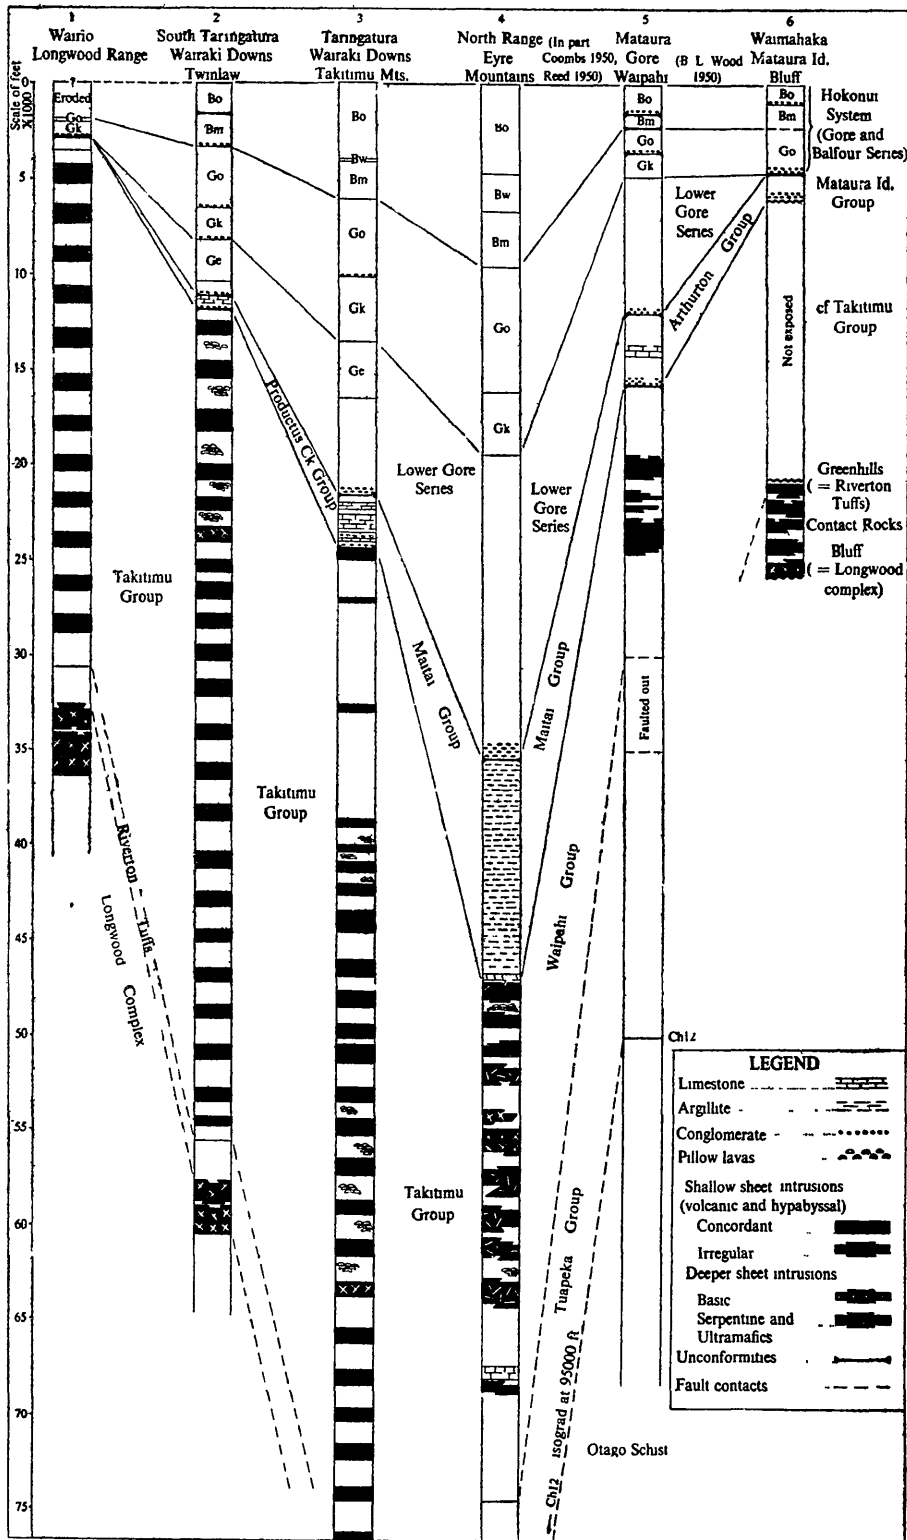 1
Wairio
Longwood Range
2
South Taringatura
Wairaki Downs
Twinlaw
3
Taringatura
Wairaki Downs
Takitimu Mts.
4
North Range
Eyre
Mountains
(In part
Coombs 1950,
Reed 1950)
5
Mataura
Gore
Waipahi
(B L Wood
1950)
6
Waimahaka
Mataura Id.
Bluff
Scale of feet
X1000
0
5
10
15
20
25
30
35
40
45
50
55
60
65
70
75
?
Eroded
Go
Gk
Bo
Bm
Go
Gk
Ge
Bo
Bw
Bm
Go
Gk
Ge
Bo
Bw
Bm
Go
Gk
Bo
Bm
Go
Gk
Bo
Bm
Go
Hokonui
System
(Gore and
Balfour Series)
Mataura Id.
Group
cf Takitimu
Group
Not exposed
Greenhills
(= Riverton
Tuffs)
Contact Rocks
Bluff
(= Longwood
complex)
Lower
Gore
Series
Arthurton Group
Productus Ck Group
Lower Gore
Series
Lower
Gore
Series
Takitimu
Group
Maitai Group
Maitai Group
Faulted out
Takitimu
Group
Riverton Tuffs
Longwood Complex
Waipahi Group
Chl2
Takitimu
Group
Tuapeka Group
Chl2 isograd at 95000 ft
Otago Schist
LEGEND
Limestone
Argillite
Conglomerate
Pillow lavas
Shallow sheet intrusions
(volcanic and hypabyssal)
Concordant
Irregular
Deeper sheet intrusions
Basic
Serpentine and
Ultramafics
Unconformities
Fault contacts